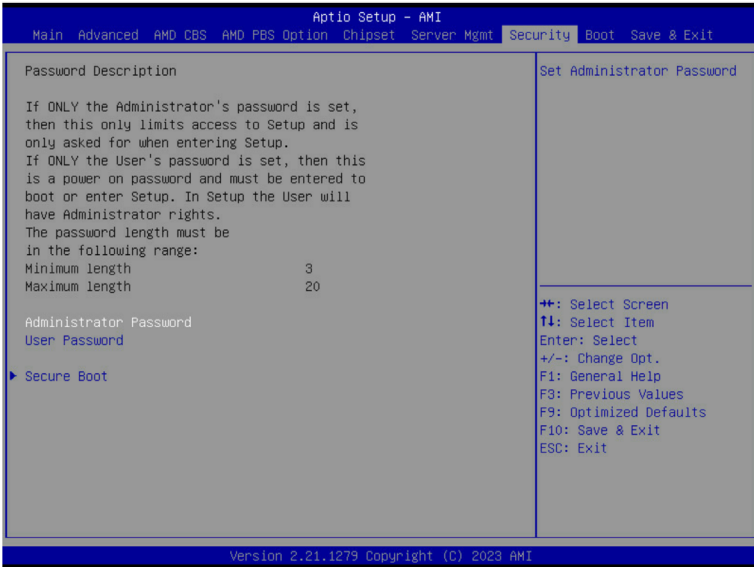 Aptio Setup - AMI
Main Advanced AMD CBS AMD PBS Option Chipset Server Mgmt Security Boot Save & Exit
Password Description
If ONLY the Administrator's password is set,
then this only limits access to Setup and is
only asked for when entering Setup.
If ONLY the User's password is set, then this
is a power on password and must be entered to
boot or enter Setup. In Setup the User will
have Administrator rights.
The password length must be
in the following range:
Minimum length 3
Maximum length 20
Administrator Password
User Password
Secure Boot
Set Administrator Password
→←: Select Screen
↑↓: Select Item
Enter: Select
+/-: Change Opt.
F1: General Help
F3: Previous Values
F9: Optimized Defaults
F10: Save & Exit
ESC: Exit
Version 2.21.1279 Copyright (C) 2023 AMI